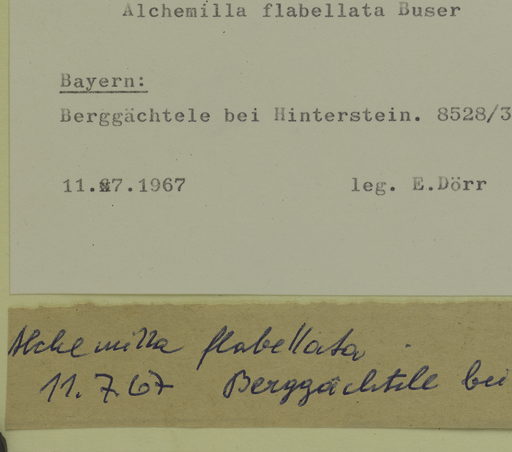 Alchemilla flabellata Buser
Bayern:
Berggächtele bei Hinterstein. 8528/3
11.7.1967 leg. E.Dörr
Alchemilla flabellata
11.7.67 Berggächtele bei